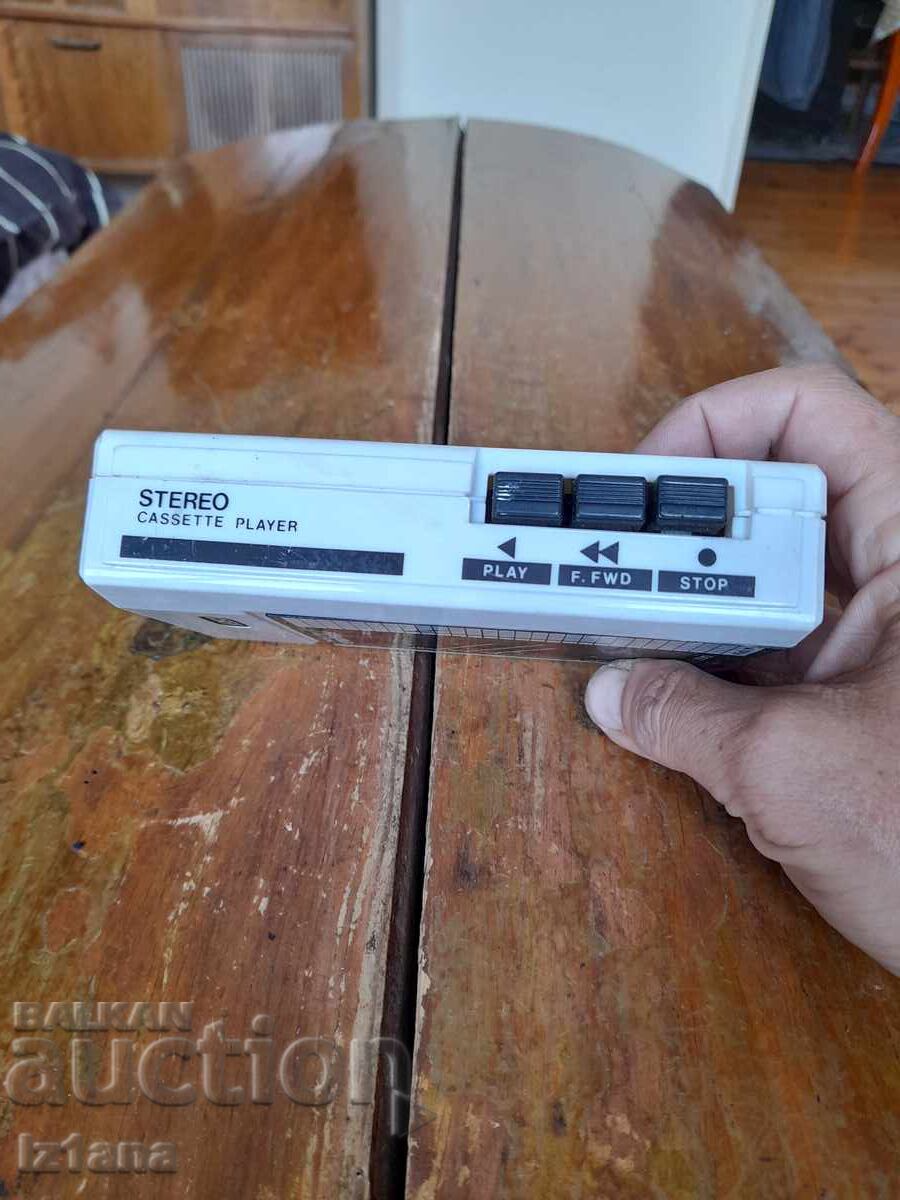 STEREO
CASSETTE PLAYER
PLAY F.FWD STOP
BALKAN
auction
Iz1ana